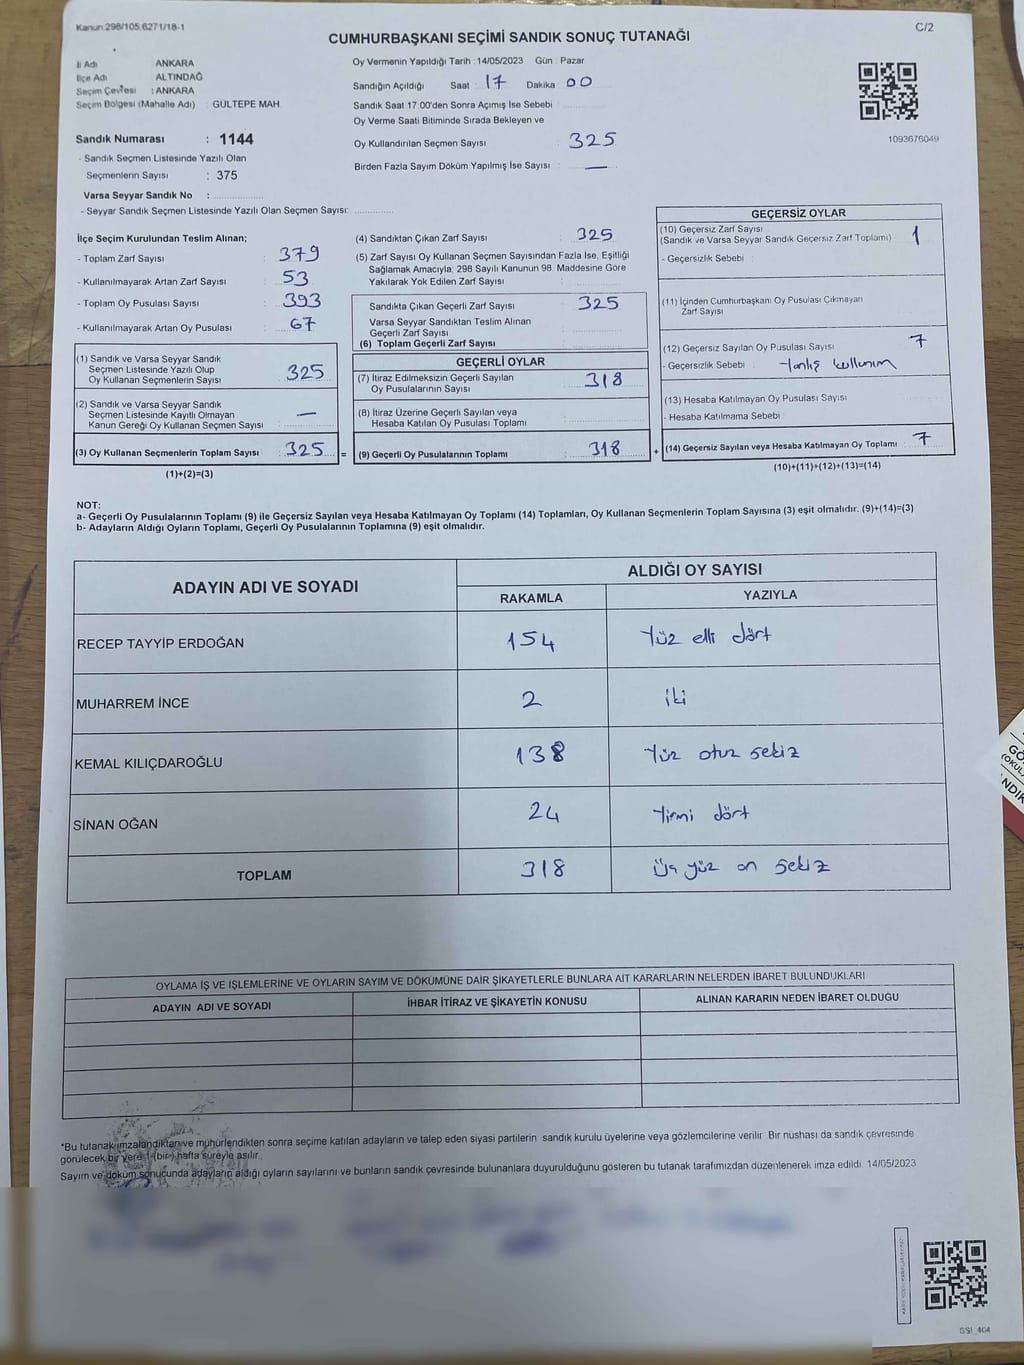 Kanun:298/105,6271/18-1
C/2
CUMHURBAŞKANI SEÇİMİ SANDIK SONUÇ TUTANAĞI
İl Adı ANKARA
İlçe Adı ALTINDAĞ
Seçim Çevresi : ANKARA
Seçim Bölgesi (Mahalle Adı) : GÜLTEPE MAH.
Sandık Numarası : 1144
- Sandık Seçmen Listesinde Yazılı Olan
Seçmenlerin Sayısı : 375
Varsa Seyyar Sandık No :
- Seyyar Sandık Seçmen Listesinde Yazılı Olan Seçmen Sayısı:
Oy Vermenin Yapıldığı Tarih : 14/05/2023 Gün : Pazar
Sandığın Açıldığı Saat : 17 Dakika 00
Sandık Saat 17:00'den Sonra Açımış İse Sebebi
Oy Verme Saati Bitiminde Sırada Bekleyen ve
Oy Kullandırılan Seçmen Sayısı : 325
Birden Fazla Sayım Döküm Yapılmış İse Sayısı : —
1093676049
İlçe Seçim Kurulundan Teslim Alınan;
- Toplam Zarf Sayısı : 379
- Kullanılmayarak Artan Zarf Sayısı : 53
- Toplam Oy Pusulası Sayısı : 393
- Kullanılmayarak Artan Oy Pusulası : 67
(1) Sandık ve Varsa Seyyar Sandık
Seçmen Listesinde Yazılı Olup
Oy Kullanan Seçmenlerin Sayısı : 325
(2) Sandık ve Varsa Seyyar Sandık
Seçmen Listesinde Kayıtlı Olmayan
Kanun Gereği Oy Kullanan Seçmen Sayısı : —
(3) Oy Kullanan Seçmenlerin Toplam Sayısı : 325 =
(1)+(2)=(3)
(4) Sandıktan Çıkan Zarf Sayısı : 325
(5) Zarf Sayısı Oy Kullanan Seçmen Sayısından Fazla İse, Eşitliği
Sağlamak Amacıyla; 298 Sayılı Kanunun 98. Maddesine Göre
Yakılarak Yok Edilen Zarf Sayısı :
Sandıkta Çıkan Geçerli Zarf Sayısı : 325
Varsa Seyyar Sandıktan Teslim Alınan
Geçerli Zarf Sayısı
(6) Toplam Geçerli Zarf Sayısı
GEÇERLİ OYLAR
(7) İtiraz Edilmeksizin Geçerli Sayılan
Oy Pusulalarının Sayısı : 318
(8) İtiraz Üzerine Geçerli Sayılan veya
Hesaba Katılan Oy Pusulası Toplamı
(9) Geçerli Oy Pusulalarının Toplamı : 318 +
GEÇERSİZ OYLAR
(10) Geçersiz Zarf Sayısı
(Sandık ve Varsa Seyyar Sandık Geçersiz Zarf Toplamı) : 1
- Geçersizlik Sebebi :
(11) İçinden Cumhurbaşkanı Oy Pusulası Çıkmayan
Zarf Sayısı
(12) Geçersiz Sayılan Oy Pusulası Sayısı : 7
- Geçersizlik Sebebi : Yanlış kullanım
(13) Hesaba Katılmayan Oy Pusulası Sayısı
- Hesaba Katılmama Sebebi
(14) Geçersiz Sayılan veya Hesaba Katılmayan Oy Toplamı : 7
(10)+(11)+(12)+(13)=(14)
NOT:
a- Geçerli Oy Pusulalarının Toplamı (9) ile Geçersiz Sayılan veya Hesaba Katılmayan Oy Toplamı (14) Toplamları, Oy Kullanan Seçmenlerin Toplam Sayısına (3) eşit olmalıdır. (9)+(14)=(3)
b- Adayların Aldığı Oyların Toplamı, Geçerli Oy Pusulalarının Toplamına (9) eşit olmalıdır.
ADAYIN ADI VE SOYADI
ALDIĞI OY SAYISI
RAKAMLA YAZIYLA
RECEP TAYYİP ERDOĞAN 154 Yüz elli dört
MUHARREM İNCE 2 iki
KEMAL KILIÇDAROĞLU 138 Yüz otuz sekiz
SİNAN OĞAN 24 Yirmi dört
TOPLAM 318 Üç yüz on sekiz
OYLAMA İŞ VE İŞLEMLERİNE VE OYLARIN SAYIM VE DÖKÜMÜNE DAİR ŞİKAYETLERLE BUNLARA AİT KARARLARIN NELERDEN İBARET BULUNDUKLARI
ADAYIN ADI VE SOYADI İHBAR İTİRAZ VE ŞİKAYETİN KONUSU ALINAN KARARIN NEDEN İBARET OLDUĞU
*Bu tutanak imzalandıktan ve mühürlendikten sonra seçime katılan adayların ve talep eden siyasi partilerin sandık kurulu üyelerine veya gözlemcilerine verilir. Bir nushası da sandık çevresinde
görülecek bir yere 1 (bir) hafta süreyle asılır.
Sayım ve döküm sonucunda adayların aldığı oyların sayılarını ve bunların sandık çevresinde bulunanlara duyurulduğunu gösteren bu tutanak tarafımızdan düzenlenerek imza edildi. 14/05/2023
SSI_464